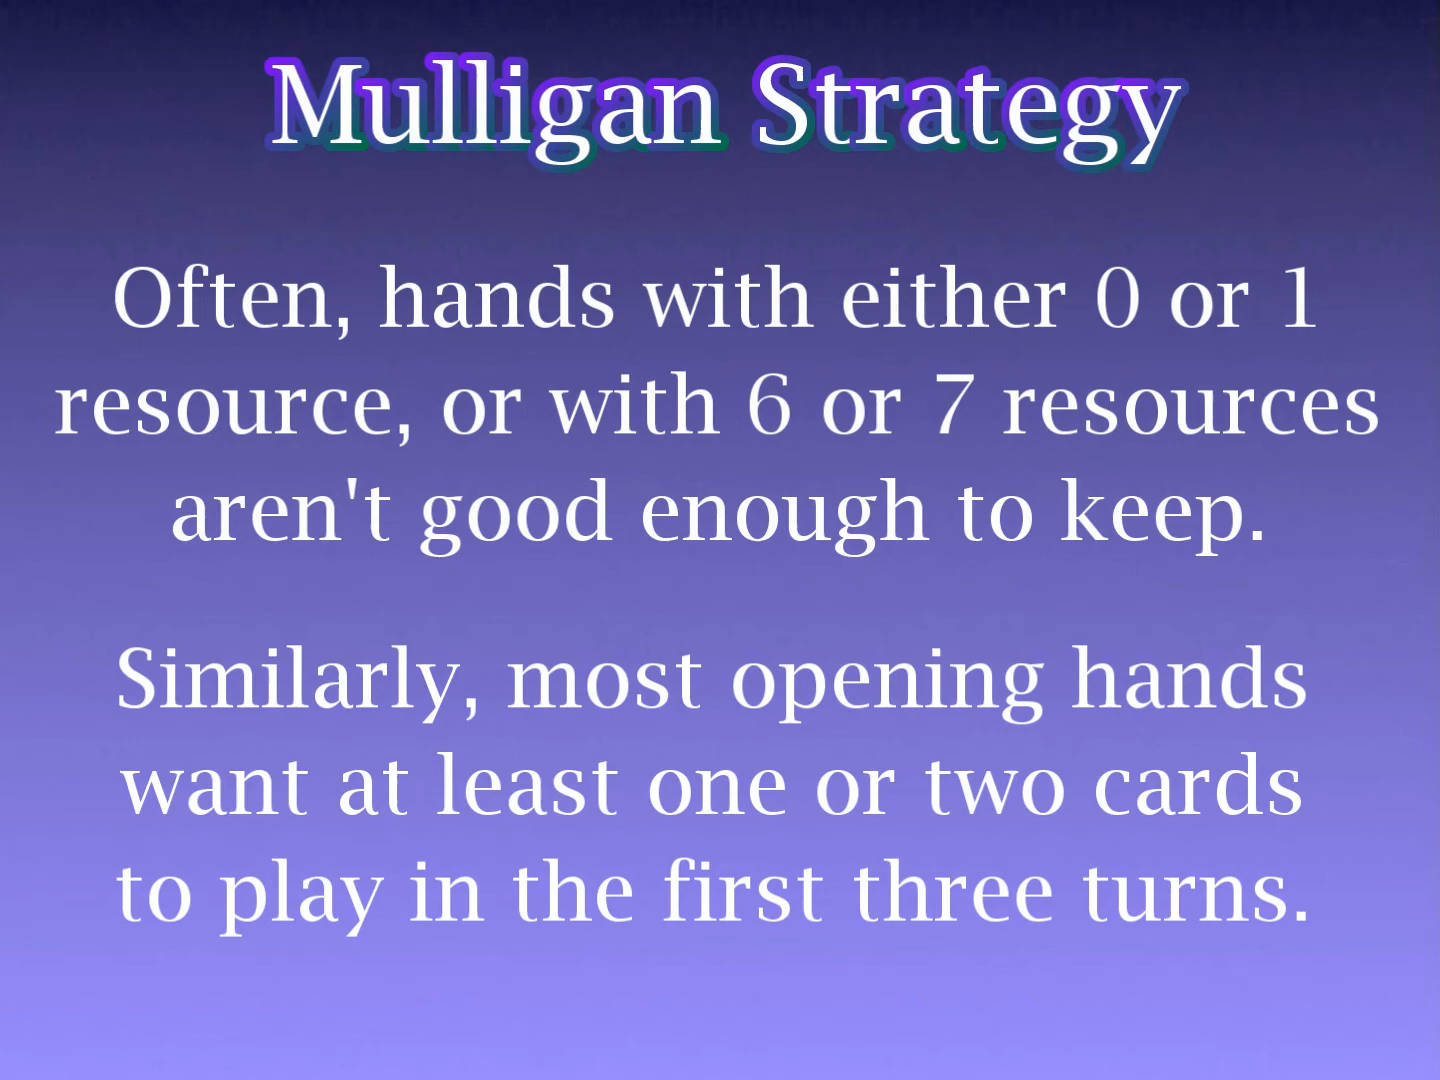 Mulligan Strategy
Often, hands with either 0 or 1
resource, or with 6 or 7 resources
aren't good enough to keep.
Similarly, most opening hands
want at least one or two cards
to play in the first three turns.